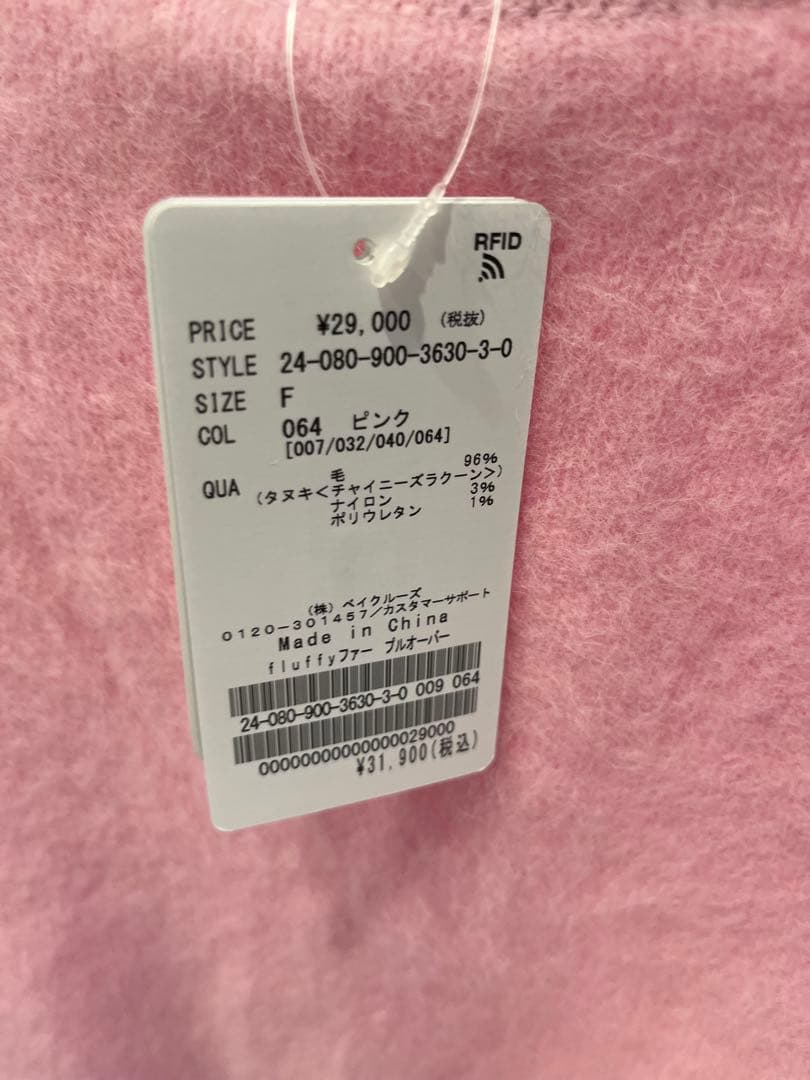 RFID
PRICE ¥29,000 (税抜)
STYLE 24-080-900-3630-3-0
SIZE F
COL 064 ピンク
[007/032/040/064]
QUA 毛 96%
(タヌキ<チャイニーズラクーン>)
ナイロン 3%
ポリウレタン 1%
(株) ベイクルーズ
0120-301457/カスタマーサポート
Made in China
fluffyファー プルオーバー
24-080-900-3630-3-0 009 064
00000000000000029000
¥31,900(税込)